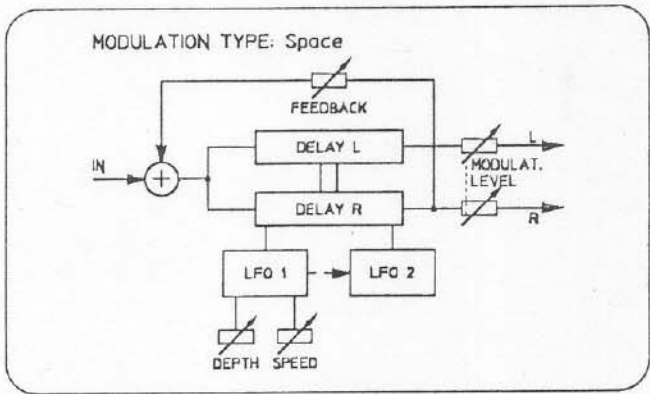 MODULATION TYPE: Space
FEEDBACK
IN
+
DELAY L
L
MODULAT.
LEVEL
DELAY R
R
LFO 1
LFO 2
DEPTH
SPEED